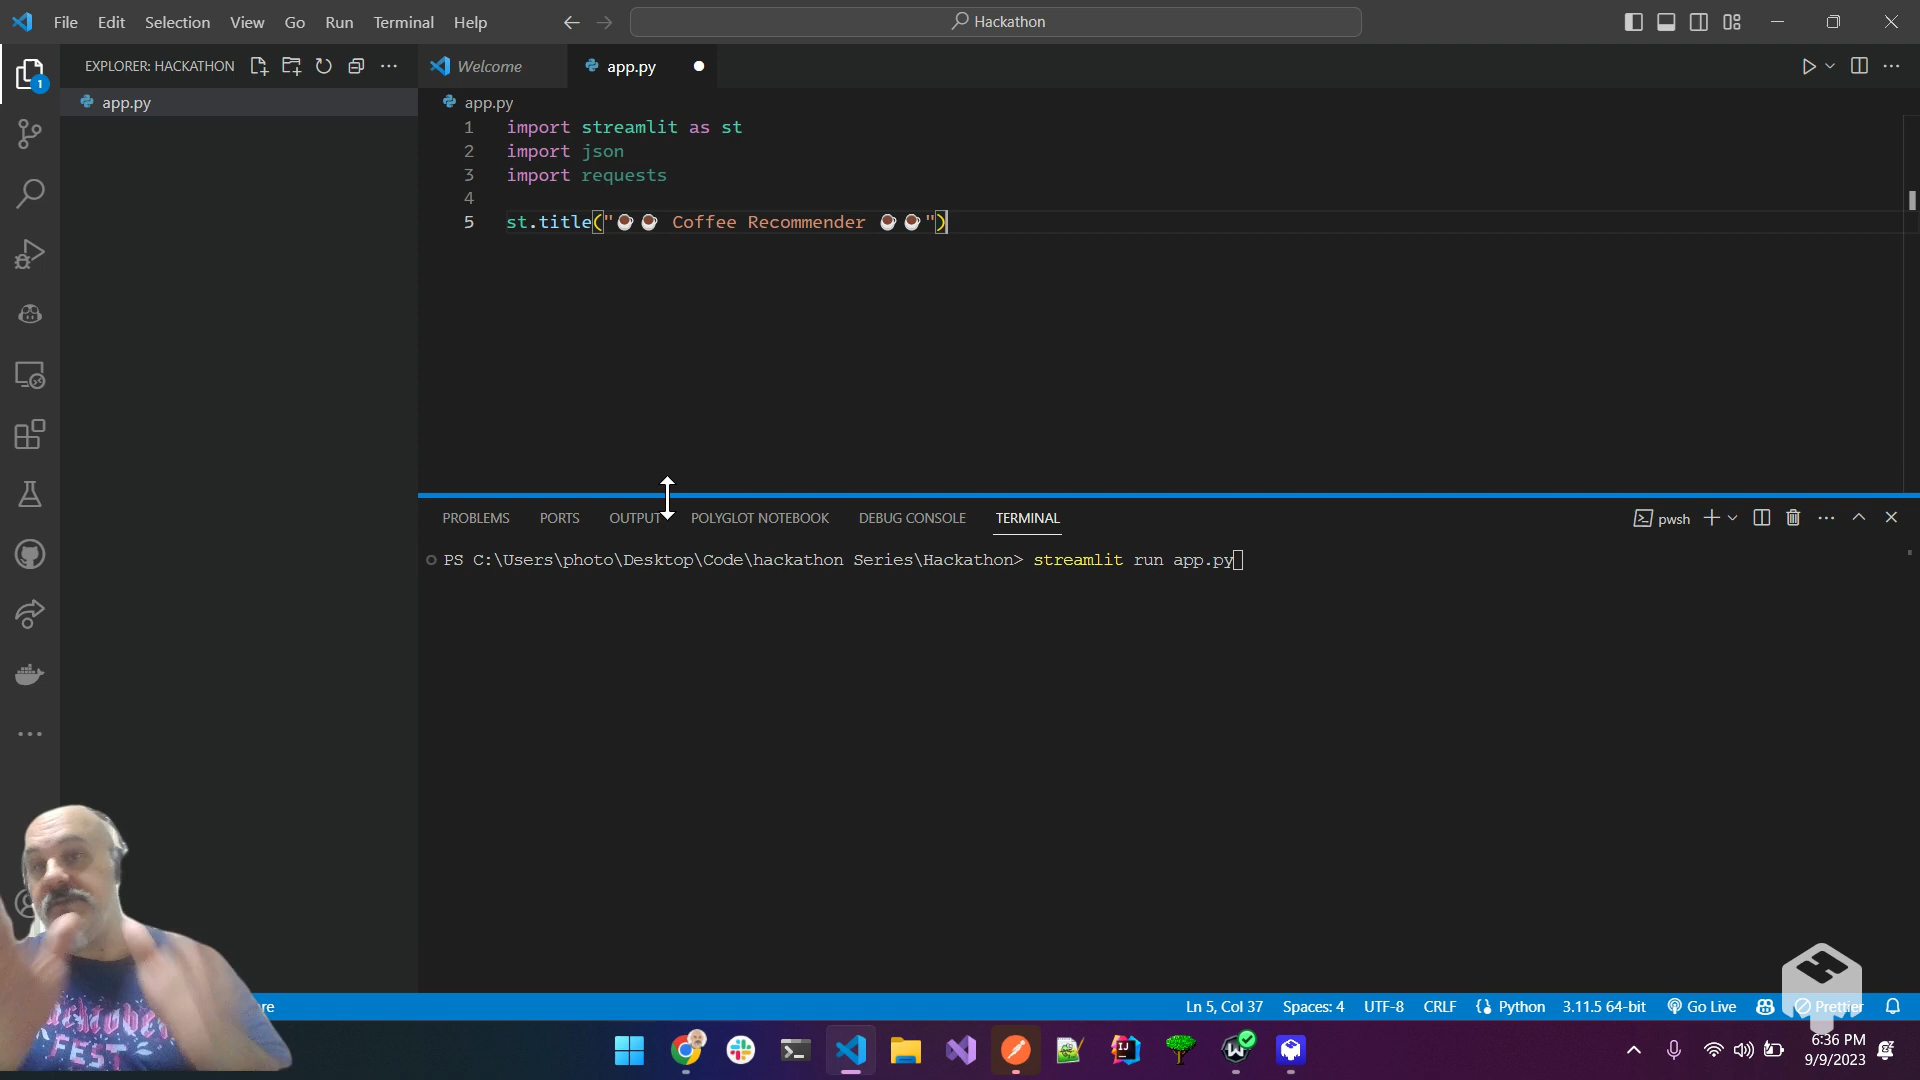 File Edit Selection View Go Run Terminal Help
Hackathon
EXPLORER: HACKATHON
1
app.py
Welcome
app.py
app.py
1 import streamlit as st
2 import json
3 import requests
4
5 st.title("☕☕ Coffee Recommender ☕☕")
PROBLEMS PORTS OUTPUT POLYGLOT NOTEBOOK DEBUG CONSOLE TERMINAL
pwsh
PS C:\Users\photo\Desktop\Code\hackathon Series\Hackathon> streamlit run app.py
FEST
re
Ln 5, Col 37 Spaces: 4 UTF-8 CRLF Python 3.11.5 64-bit Go Live Prettier
IJ
6:36 PM
9/9/2023